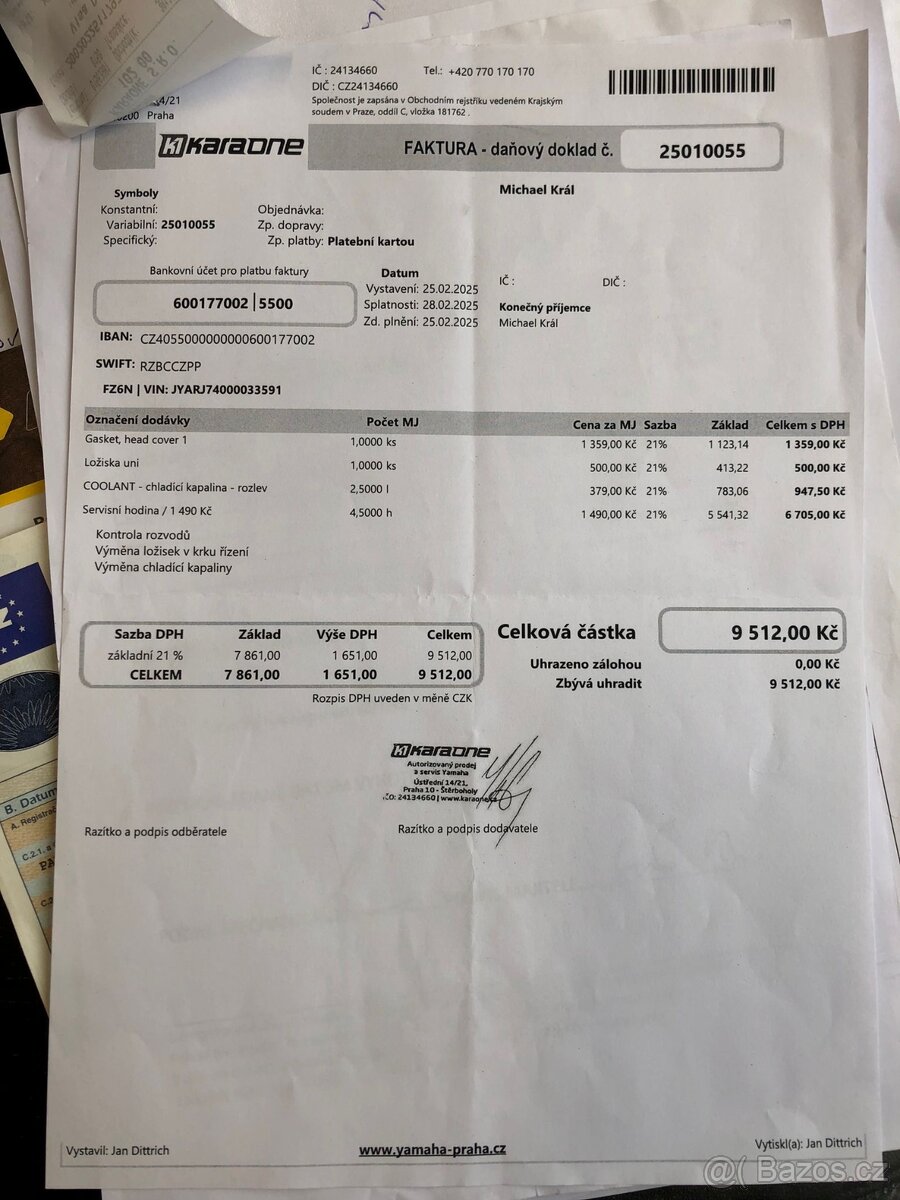 IČ : 24134660 Tel.: +420 770 170 170
DIČ : CZ24134660
Společnost je zapsána v Obchodním rejstříku vedeném Krajským
soudem v Praze, oddíl C, vložka 181762 .
4/21
Praha
KARAONE
FAKTURA - daňový doklad č. 25010055
Symboly
Konstantní:
Variabilní: 25010055
Specifický:
Objednávka:
Zp. dopravy:
Zp. platby: Platební kartou
Michael Král
Bankovní účet pro platbu faktury
600177002 | 5500
Datum
Vystavení: 25.02.2025
Splatnosti: 28.02.2025
Zd. plnění: 25.02.2025
IČ : DIČ :
Konečný příjemce
Michael Král
IBAN: CZ4055000000000600177002
SWIFT: RZBCCZPP
FZ6N | VIN: JYARJ74000033591
Označení dodávky Počet MJ Cena za MJ Sazba Základ Celkem s DPH
Gasket, head cover 1 1,0000 ks 1 359,00 Kč 21% 1 123,14 1 359,00 Kč
Ložiska uni 1,0000 ks 500,00 Kč 21% 413,22 500,00 Kč
COOLANT - chladící kapalina - rozlev 2,5000 l 379,00 Kč 21% 783,06 947,50 Kč
Servisní hodina / 1 490 Kč 4,5000 h 1 490,00 Kč 21% 5 541,32 6 705,00 Kč
Kontrola rozvodů
Výměna ložisek v krku řízení
Výměna chladící kapaliny
Sazba DPH Základ Výše DPH Celkem
základní 21 % 7 861,00 1 651,00 9 512,00
CELKEM 7 861,00 1 651,00 9 512,00
Rozpis DPH uveden v měně CZK
Celková částka 9 512,00 Kč
Uhrazeno zálohou 0,00 Kč
Zbývá uhradit 9 512,00 Kč
KARAONE
Autorizovaný prodej
a servis Yamaha
Ústřední 14/21,
Praha 10 - Štěrboholy
IČO: 24134660 | www.karaone.cz
Razítko a podpis odběratele
Razítko a podpis dodavatele
B. Datum
A. Registrač
C.2.1.
Vystavil: Jan Dittrich
www.yamaha-praha.cz
Vytiskl(a): Jan Dittrich
@( Bazos.cz